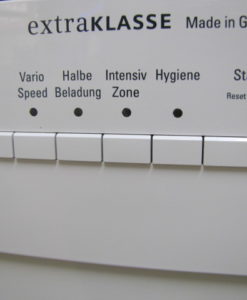 extraKLASSE Made in G
Vario Speed
Halbe Beladung
Intensiv Zone
Hygiene
St
Reset